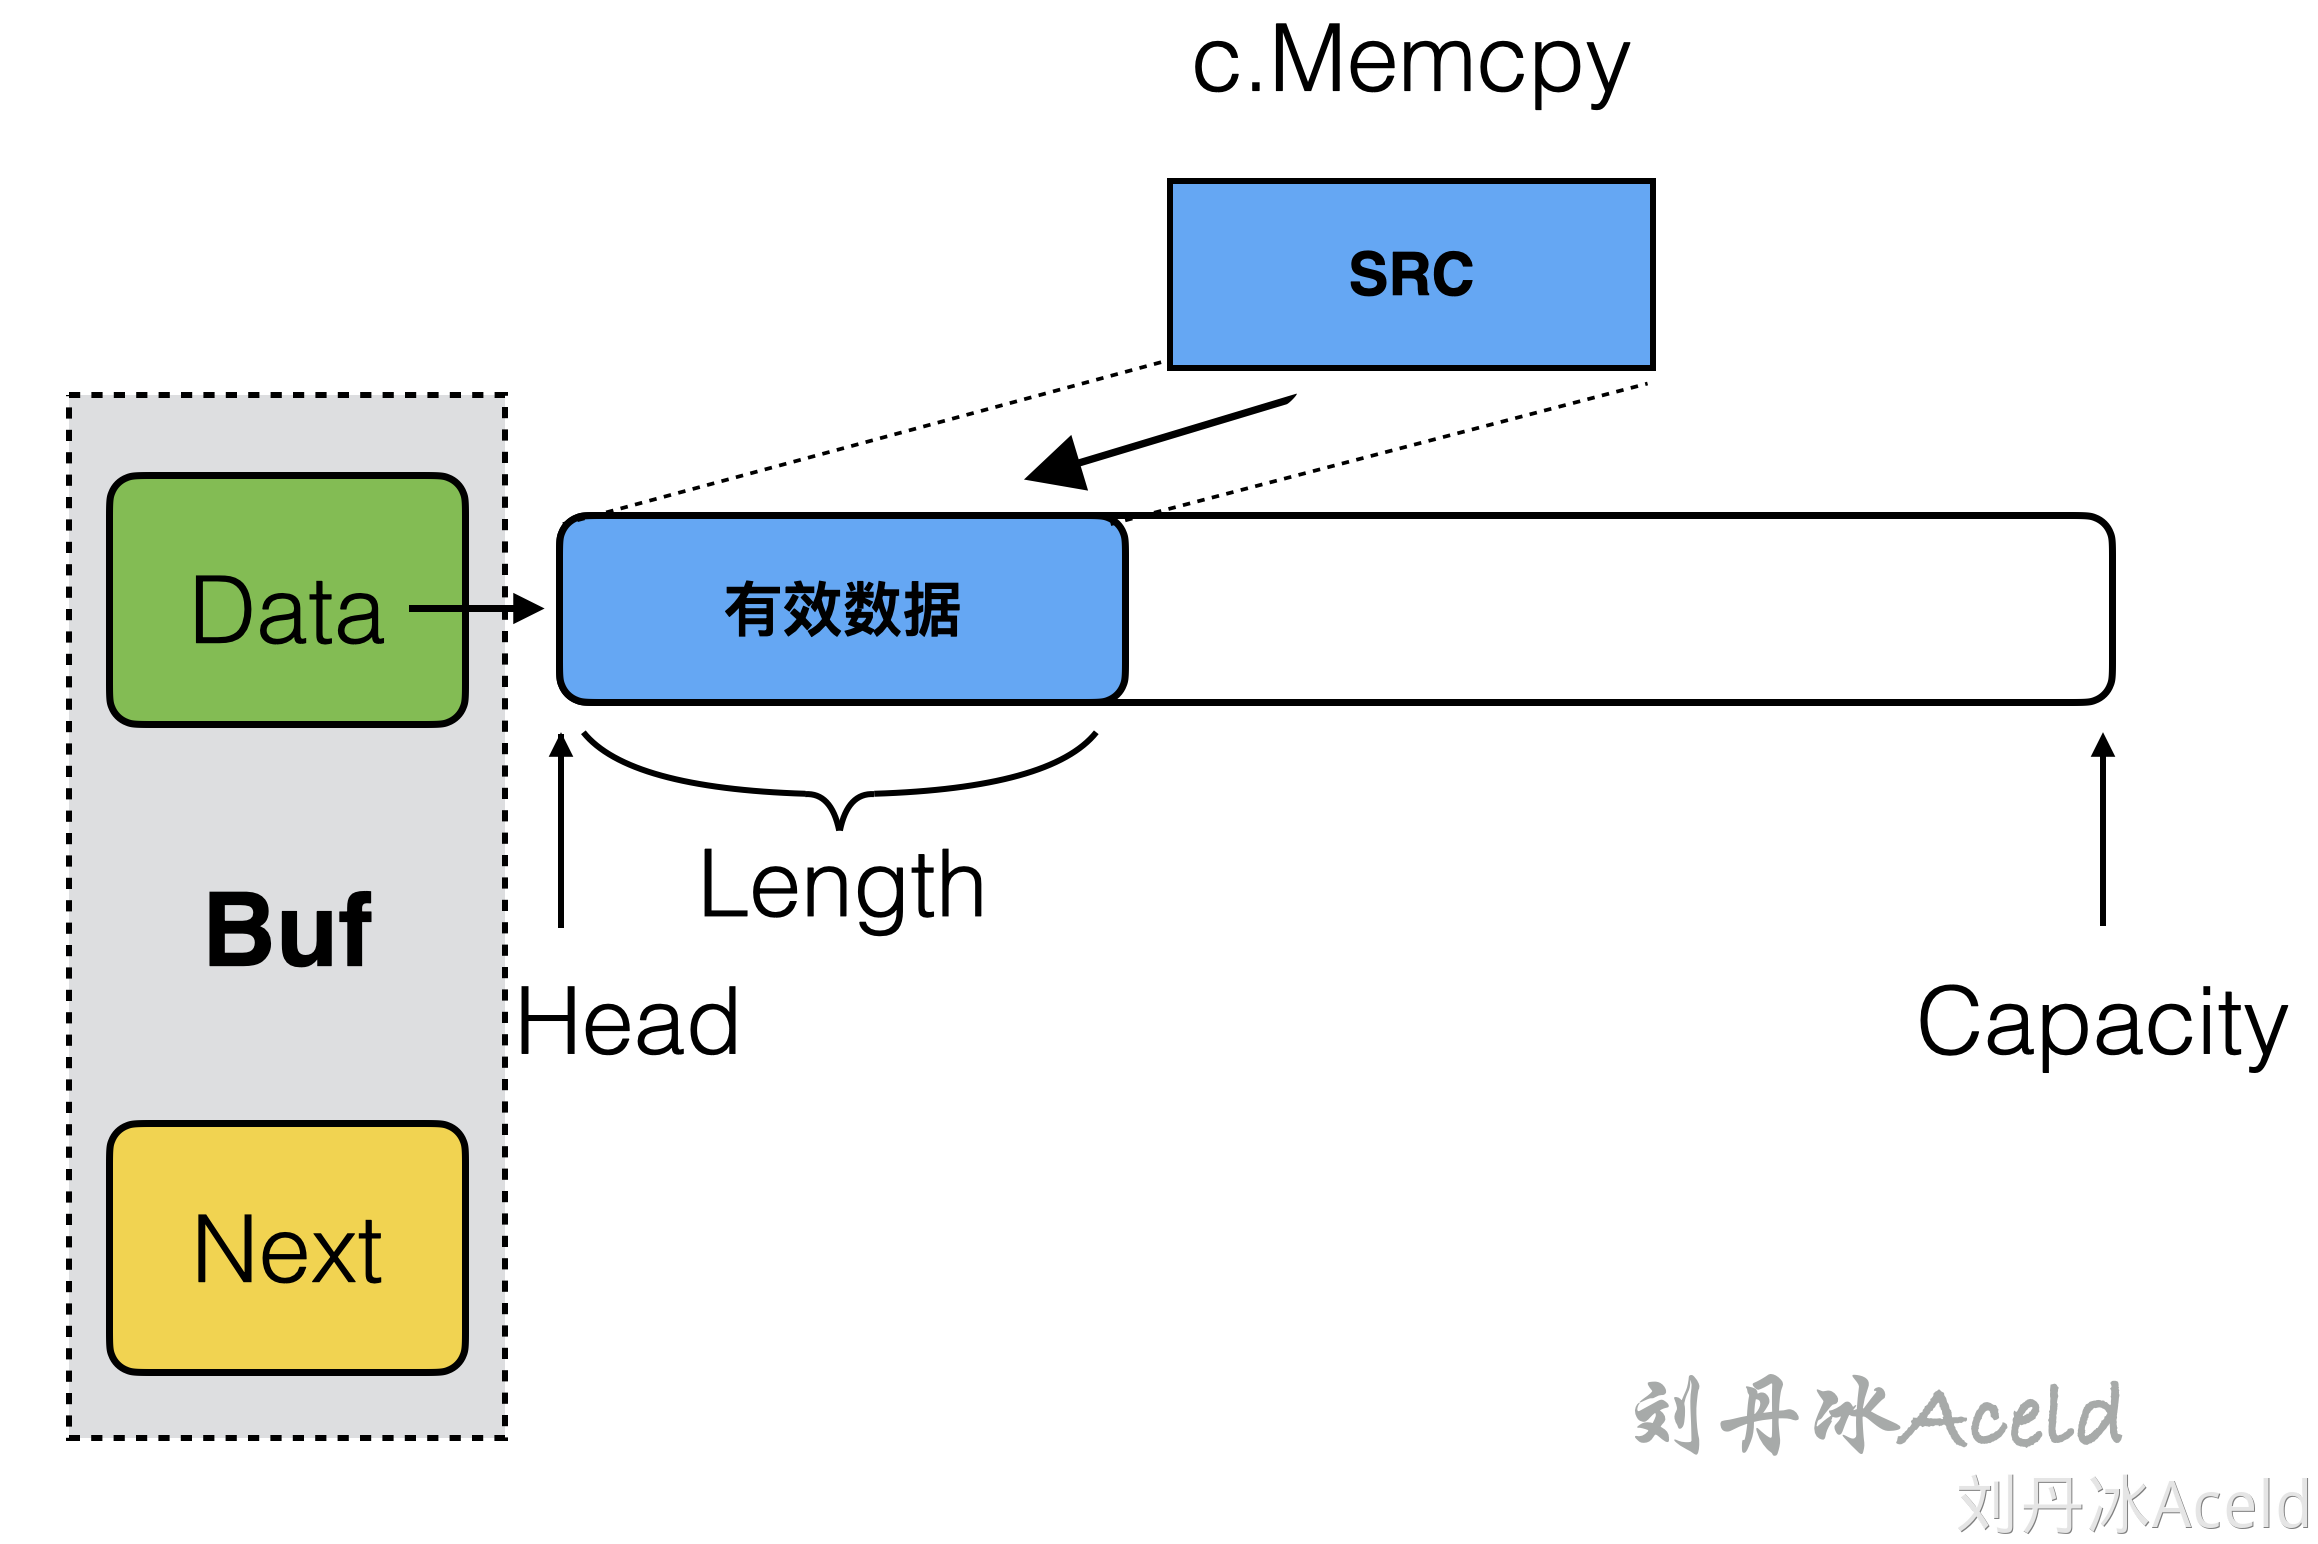 c.Memcpy
SRC
Data
有效数据
Length
Buf
Head
Capacity
Next
刘丹冰Aceld
刘丹冰Aceld